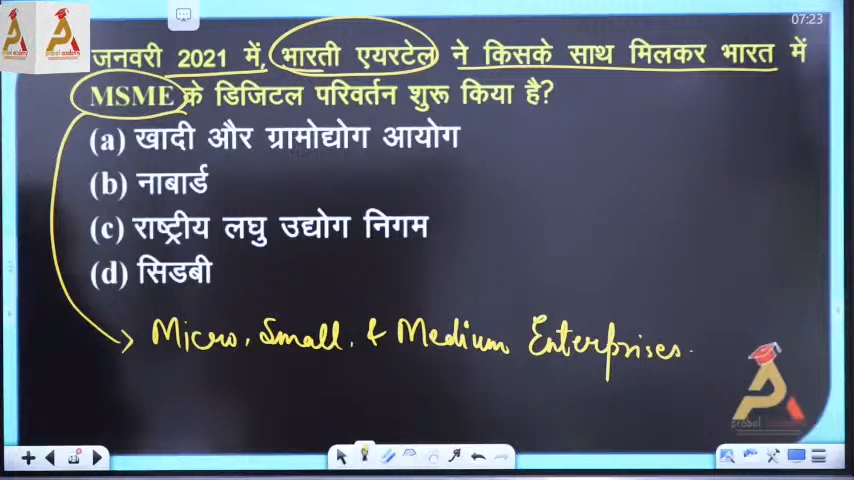 07:23
जनवरी 2021 में, भारती एयरटेल ने किसके साथ मिलकर भारत में
MSME के डिजिटल परिवर्तन शुरू किया है?
(a) खादी और ग्रामोद्योग आयोग
(b) नाबार्ड
(c) राष्ट्रीय लघु उद्योग निगम
(d) सिडबी
Micro, Small, & Medium Enterprises.